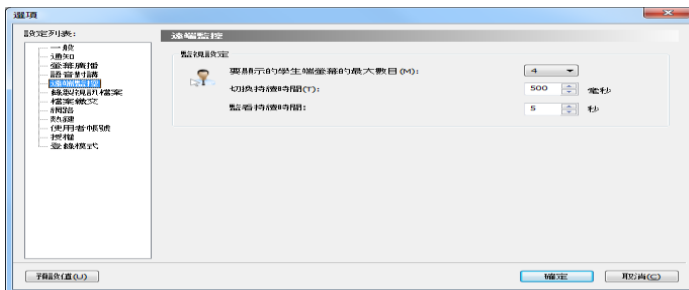 選項
設定列表:
一般
通知
螢幕廣播
語音對講
遠端監控
錄製視訊檔案
檔案繳交
網路
熱鍵
使用者帳號
授權
登錄模式
遠端監控
監視設定
要顯示的學生端螢幕的最大數目(M):
4
切換持續時間(T):
500
毫秒
監看持續時間:
5
秒
預設值(U)
確定
取消(C)